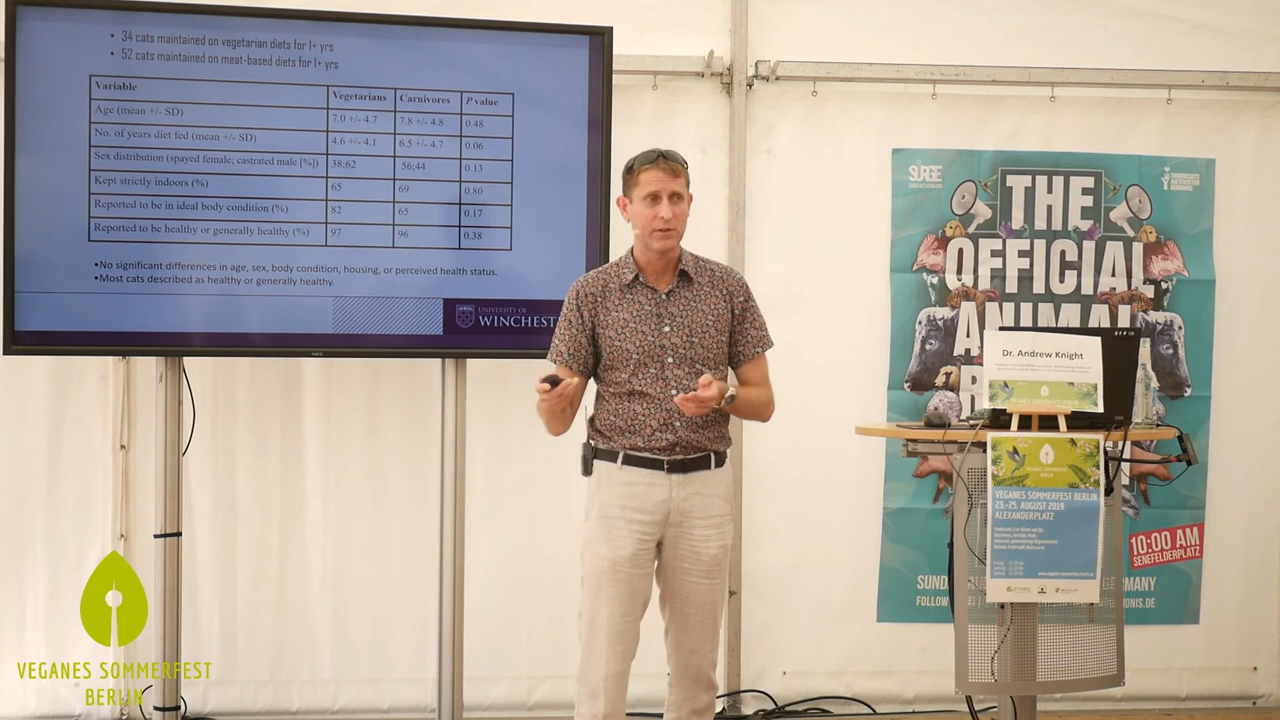 • 34 cats maintained on vegetarian diets for 1+ yrs
• 52 cats maintained on meat-based diets for 1+ yrs
Variable Vegetarians Carnivores P value
Age (mean +/- SD) 7.0 +/- 4.7 7.8 +/- 4.8 0.48
No. of years diet fed (mean +/- SD) 4.6 +/- 4.1 6.5 +/- 4.7 0.06
Sex distribution (spayed female; castrated male [%]) 38;62 56;44 0.13
Kept strictly indoors (%) 65 69 0.80
Reported to be in ideal body condition (%) 82 65 0.17
Reported to be healthy or generally healthy (%) 97 96 0.38
•No significant differences in age, sex, body condition, housing, or perceived health status.
•Most cats described as healthy or generally healthy.
UNIVERSITY OF
WINCHEST
SURGE
THE
OFFICIAL
ANIMAL
Dr. Andrew Knight
VEGANES SOMMERFEST
BERLIN
VEGANES SOMMERFEST BERLIN
23.-25. AUGUST 2019
ALEXANDERPLATZ
10:00 AM
SENEFELDERPLATZ
SUND
RMANY
FOLLOW
VEGANES SOMMERFEST
BERLIN